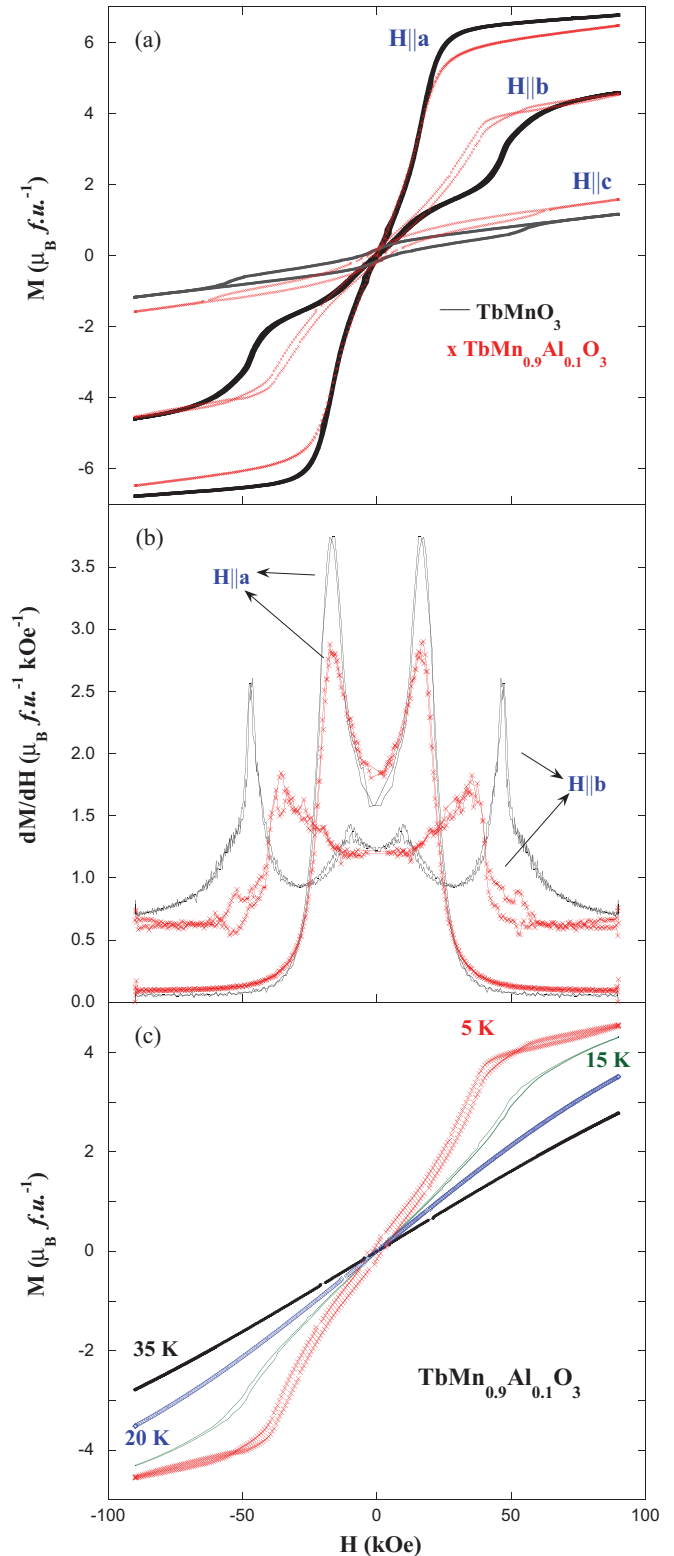 (a)
H||a
H||b
H||c
TbMnO3
x TbMn0.9Al0.1O3
M (μB f.u.-1)
6
4
2
0
-2
-4
-6
(b)
H||a
H||b
dM/dH (μB f.u.-1 kOe-1)
3.5
3.0
2.5
2.0
1.5
1.0
0.5
0.0
(c)
5 K
15 K
35 K
20 K
TbMn0.9Al0.1O3
M (μB f.u.-1)
4
2
0
-2
-4
-100 -50 0 50 100
H (kOe)